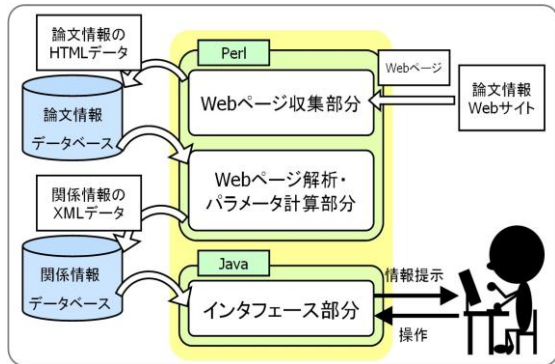 論文情報の
HTMLデータ
Perl
Webページ
Webページ収集部分
論文情報
Webサイト
論文情報
データベース
Webページ解析・
パラメータ計算部分
関係情報の
XMLデータ
関係情報
データベース
Java
インタフェース部分
情報提示
操作